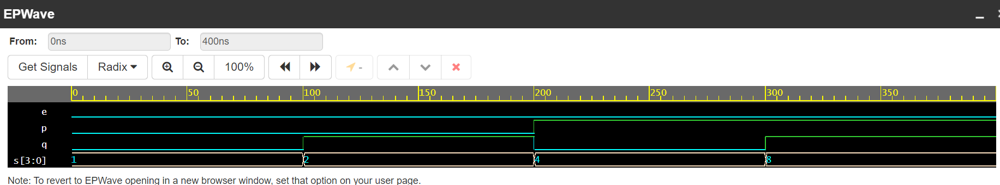 EPWave
From: 0ns To: 400ns
Get Signals Radix 100% -
0 50 100 150 200 250 300 350
e
p
q
s[3:0] 1 2 4 8
Note: To revert to EPWave opening in a new browser window, set that option on your user page.